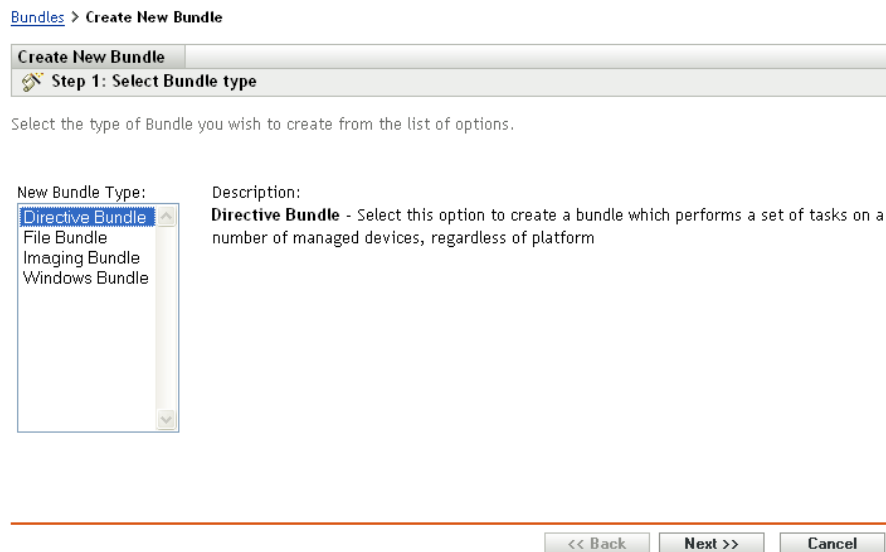 Bundles > Create New Bundle
Create New Bundle
Step 1: Select Bundle type
Select the type of Bundle you wish to create from the list of options.
New Bundle Type:
Directive Bundle
File Bundle
Imaging Bundle
Windows Bundle
Description:
Directive Bundle - Select this option to create a bundle which performs a set of tasks on a
number of managed devices, regardless of platform
<< Back
Next >>
Cancel